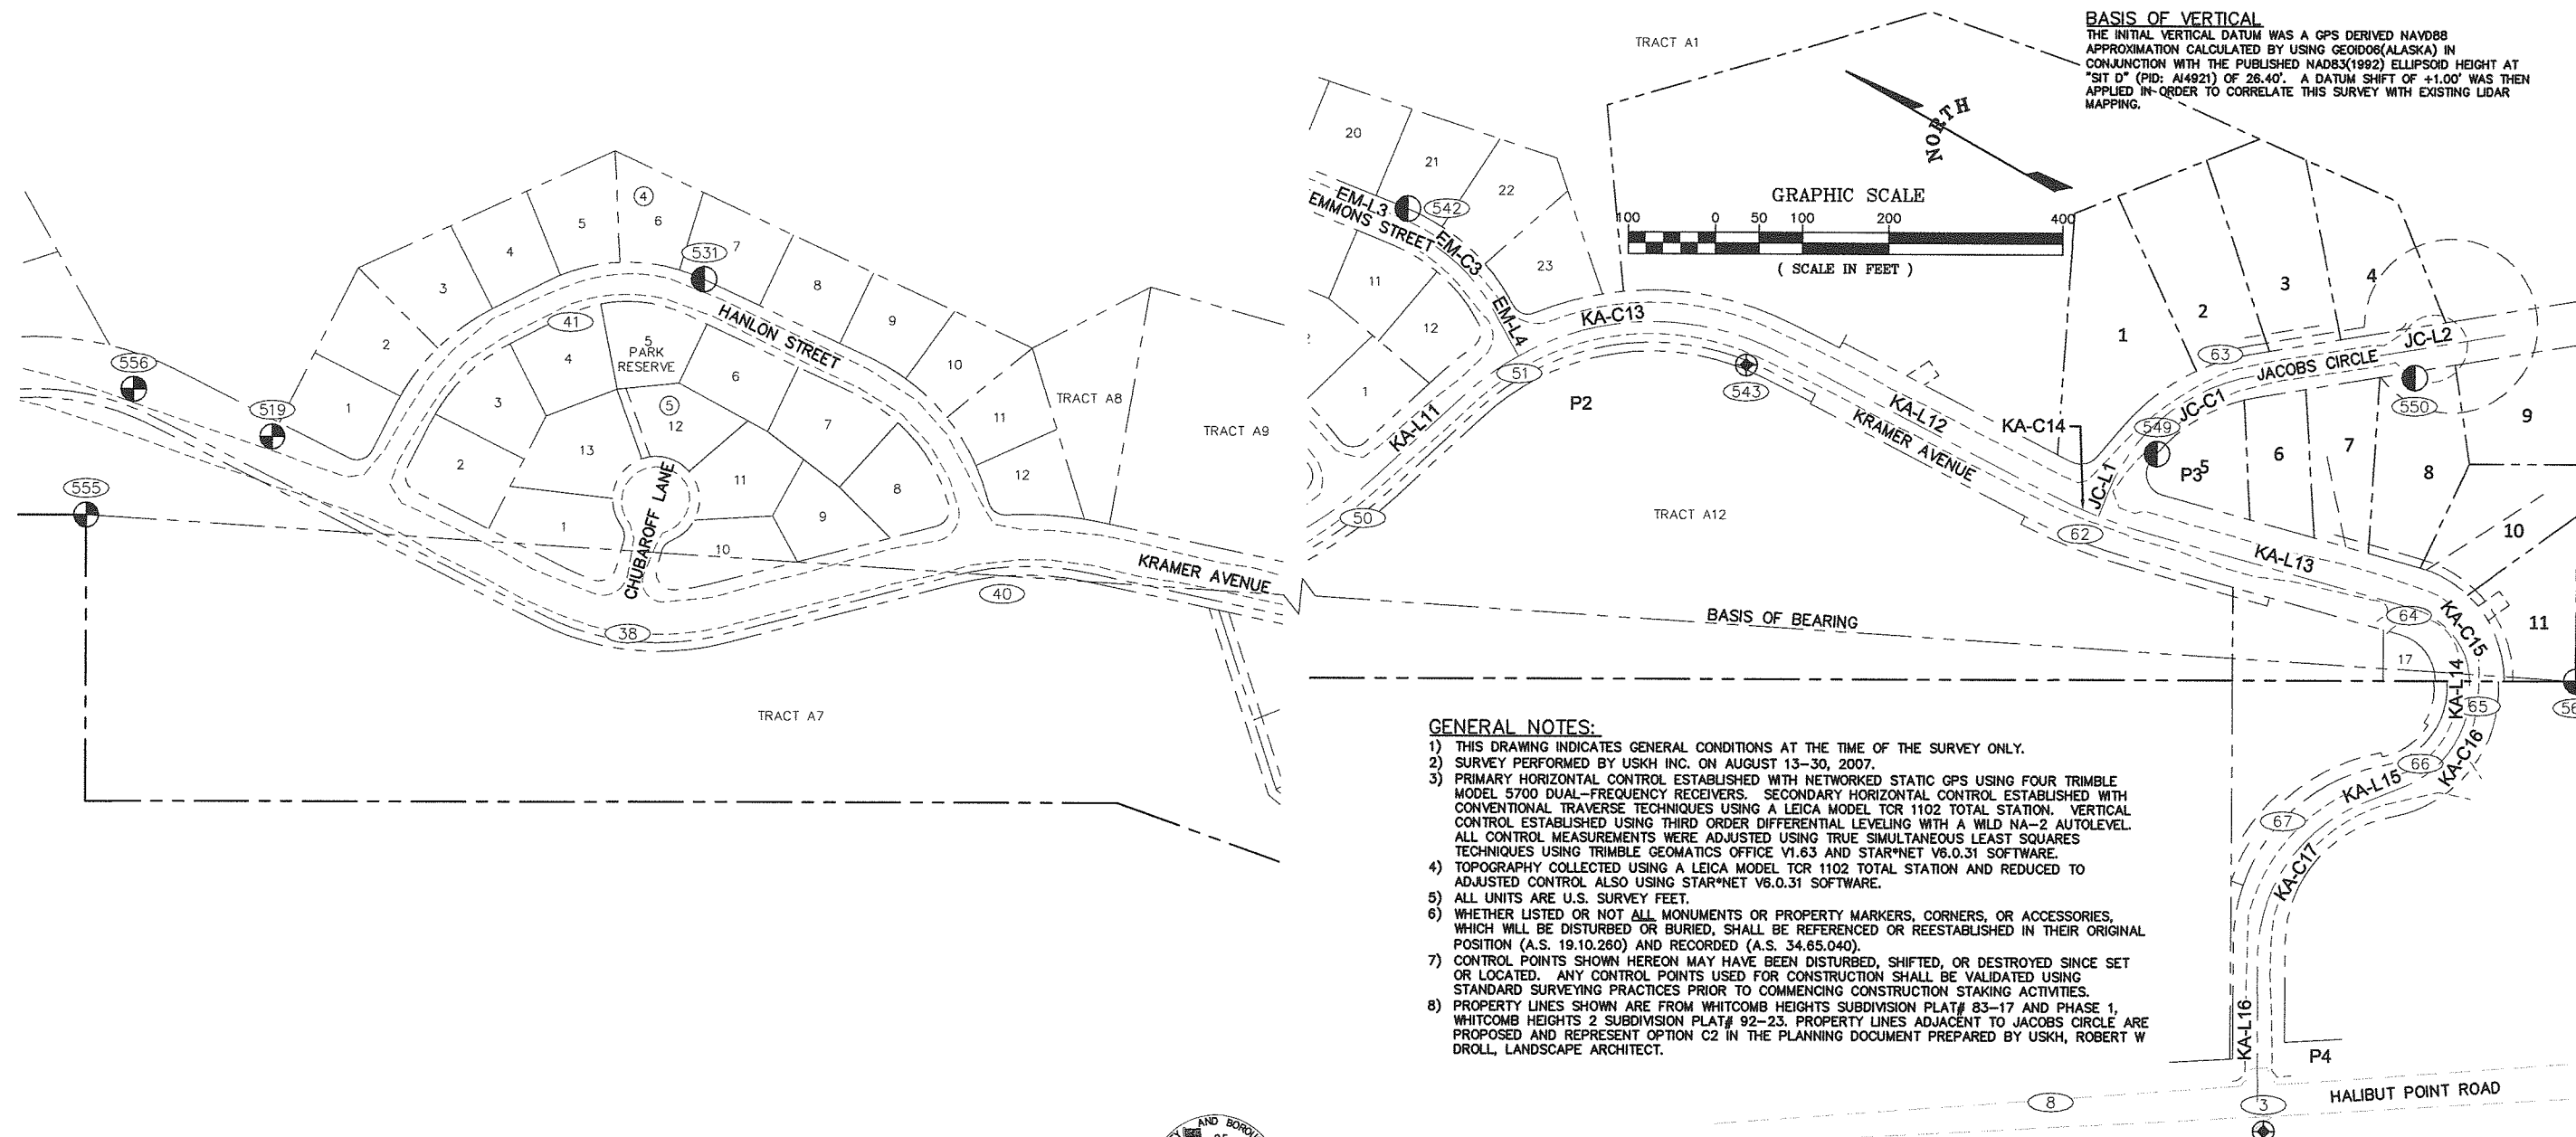 BASIS OF VERTICAL
THE INITIAL VERTICAL DATUM WAS A GPS DERIVED NAVD88
APPROXIMATION CALCULATED BY USING GEOID06(ALASKA) IN
CONJUNCTION WITH THE PUBLISHED NAD83(1992) ELLIPSOID HEIGHT AT
"SIT D" (PID: AI4921) OF 26.40'. A DATUM SHIFT OF +1.00' WAS THEN
APPLIED IN ORDER TO CORRELATE THIS SURVEY WITH EXISTING LIDAR
MAPPING.
TRACT A1
NORTH
GRAPHIC SCALE
100 0 50 100 200 400
( SCALE IN FEET )
556
519
555
1
2
3
4
5
4
6
7
531
8
9
10
11
12
HANLON STREET
41
5
PARK
RESERVE
4
3
2
13
1
5
12
6
7
8
11
9
10
CHUBAROFF LANE
38
40
KRAMER AVENUE
TRACT A8
TRACT A9
TRACT A7
20
21
22
23
EM-L3
542
EMMONS STREET
EM-C3
EM-L4
11
12
1
KA-C13
51
KA-L11
50
543
P2
KA-L12
KRAMER AVENUE
TRACT A12
KA-C14
62
JC-L1
549
JC-C1
63
JACOBS CIRCLE
JC-L2
550
1
2
3
4
P3
5
6
7
8
9
10
11
KA-L13
64
KA-C15
17
KA-L14
65
KA-C16
66
KA-L15
67
KA-C17
KA-L16
P4
BASIS OF BEARING
GENERAL NOTES:
1) THIS DRAWING INDICATES GENERAL CONDITIONS AT THE TIME OF THE SURVEY ONLY.
2) SURVEY PERFORMED BY USKH INC. ON AUGUST 13-30, 2007.
3) PRIMARY HORIZONTAL CONTROL ESTABLISHED WITH NETWORKED STATIC GPS USING FOUR TRIMBLE
MODEL 5700 DUAL-FREQUENCY RECEIVERS. SECONDARY HORIZONTAL CONTROL ESTABLISHED WITH
CONVENTIONAL TRAVERSE TECHNIQUES USING A LEICA MODEL TCR 1102 TOTAL STATION. VERTICAL
CONTROL ESTABLISHED USING THIRD ORDER DIFFERENTIAL LEVELING WITH A WILD NA-2 AUTOLEVEL.
ALL CONTROL MEASUREMENTS WERE ADJUSTED USING TRUE SIMULTANEOUS LEAST SQUARES
TECHNIQUES USING TRIMBLE GEOMATICS OFFICE V1.63 AND STAR*NET V6.0.31 SOFTWARE.
4) TOPOGRAPHY COLLECTED USING A LEICA MODEL TCR 1102 TOTAL STATION AND REDUCED TO
ADJUSTED CONTROL ALSO USING STAR*NET V6.0.31 SOFTWARE.
5) ALL UNITS ARE U.S. SURVEY FEET.
6) WHETHER LISTED OR NOT ALL MONUMENTS OR PROPERTY MARKERS, CORNERS, OR ACCESSORIES,
WHICH WILL BE DISTURBED OR BURIED, SHALL BE REFERENCED OR REESTABLISHED IN THEIR ORIGINAL
POSITION (A.S. 19.10.260) AND RECORDED (A.S. 34.65.040).
7) CONTROL POINTS SHOWN HEREON MAY HAVE BEEN DISTURBED, SHIFTED, OR DESTROYED SINCE SET
OR LOCATED. ANY CONTROL POINTS USED FOR CONSTRUCTION SHALL BE VALIDATED USING
STANDARD SURVEYING PRACTICES PRIOR TO COMMENCING CONSTRUCTION STAKING ACTIVITIES.
8) PROPERTY LINES SHOWN ARE FROM WHITCOMB HEIGHTS SUBDIVISION PLAT# 83-17 AND PHASE 1,
WHITCOMB HEIGHTS 2 SUBDIVISION PLAT# 92-23. PROPERTY LINES ADJACENT TO JACOBS CIRCLE ARE
PROPOSED AND REPRESENT OPTION C2 IN THE PLANNING DOCUMENT PREPARED BY USKH, ROBERT W
DROLL, LANDSCAPE ARCHITECT.
8
3
HALIBUT POINT ROAD
AND